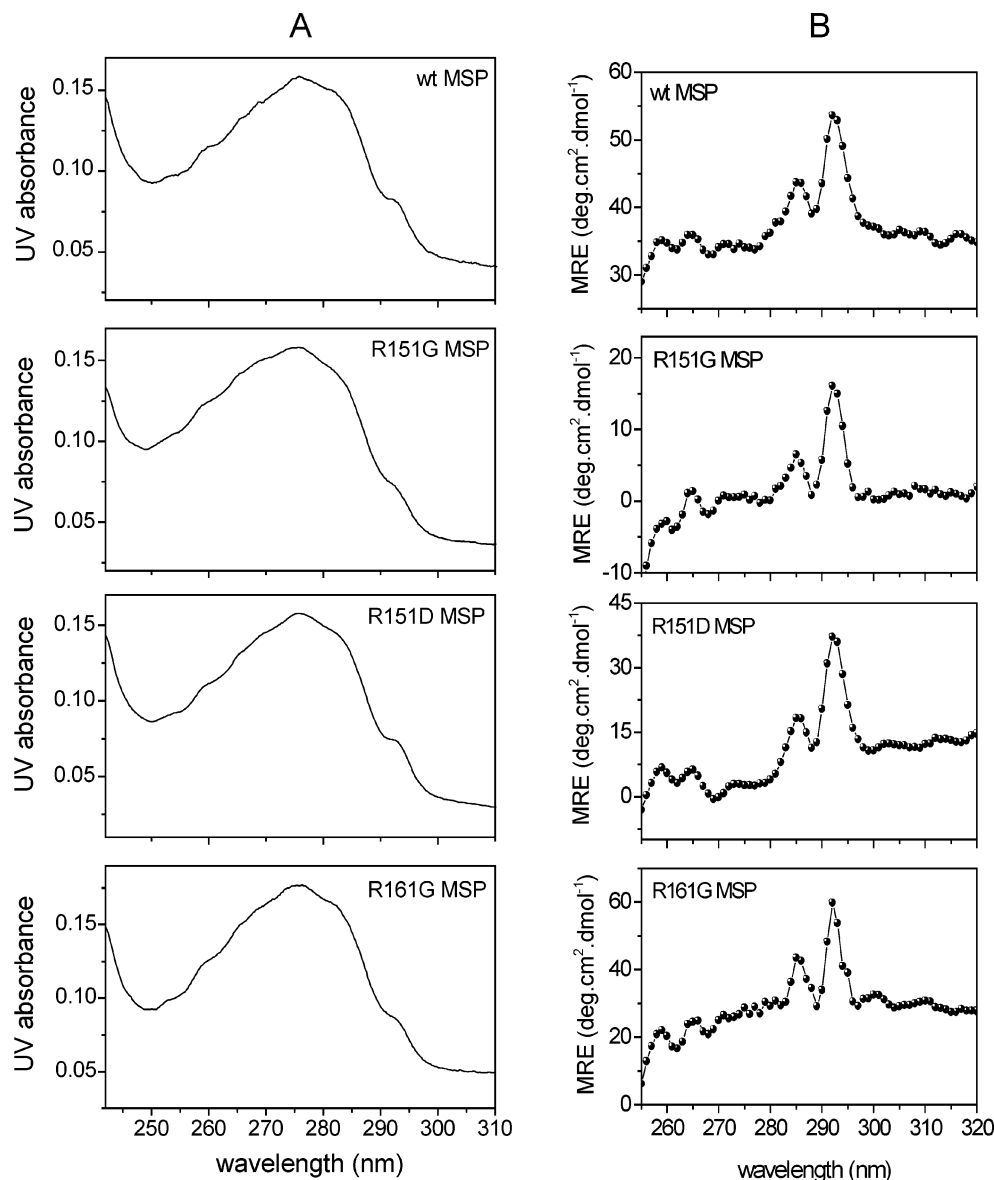 A
B
wt MSP
UV absorbance
0.15
0.10
0.05
wt MSP
MRE (deg.cm².dmol⁻¹)
60
50
40
30
R151G MSP
UV absorbance
0.15
0.10
0.05
R151G MSP
MRE (deg.cm².dmol⁻¹)
20
10
0
-10
R151D MSP
UV absorbance
0.15
0.10
0.05
R151D MSP
MRE (deg.cm².dmol⁻¹)
45
30
15
0
R161G MSP
UV absorbance
0.15
0.10
0.05
250 260 270 280 290 300 310
wavelength (nm)
R161G MSP
MRE (deg.cm².dmol⁻¹)
60
40
20
0
260 270 280 290 300 310 320
wavelength (nm)